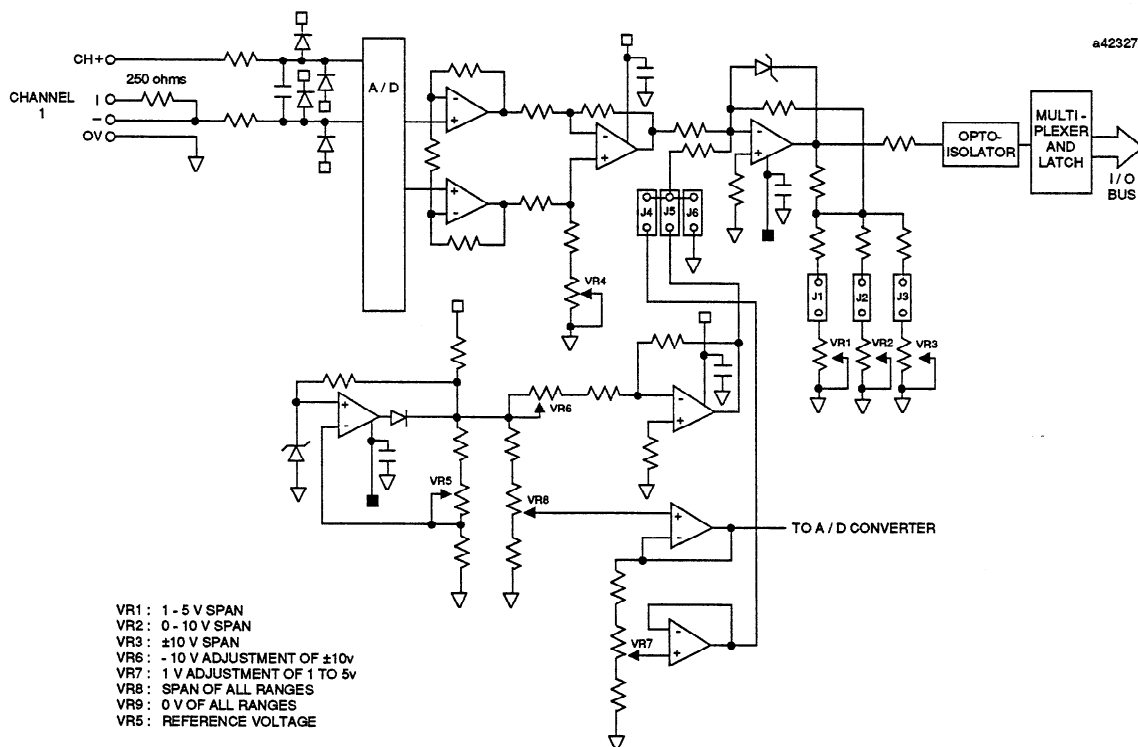 a42327
CH+
250 ohms
CHANNEL
1
I
–
OV
A / D
OPTO-
ISOLATOR
MULTI -
PLEXER
AND
LATCH
I / O
BUS
J4
J5
J6
J1
J2
J3
VR4
VR1
VR2
VR3
VR6
VR5
VR8
TO A / D CONVERTER
VR7
VR1 : 1 - 5 V SPAN
VR2 : 0 - 10 V SPAN
VR3 : ±10 V SPAN
VR6 : - 10 V ADJUSTMENT OF ±10v
VR7 : 1 V ADJUSTMENT OF 1 TO 5v
VR8 : SPAN OF ALL RANGES
VR9 : 0 V OF ALL RANGES
VR5 : REFERENCE VOLTAGE